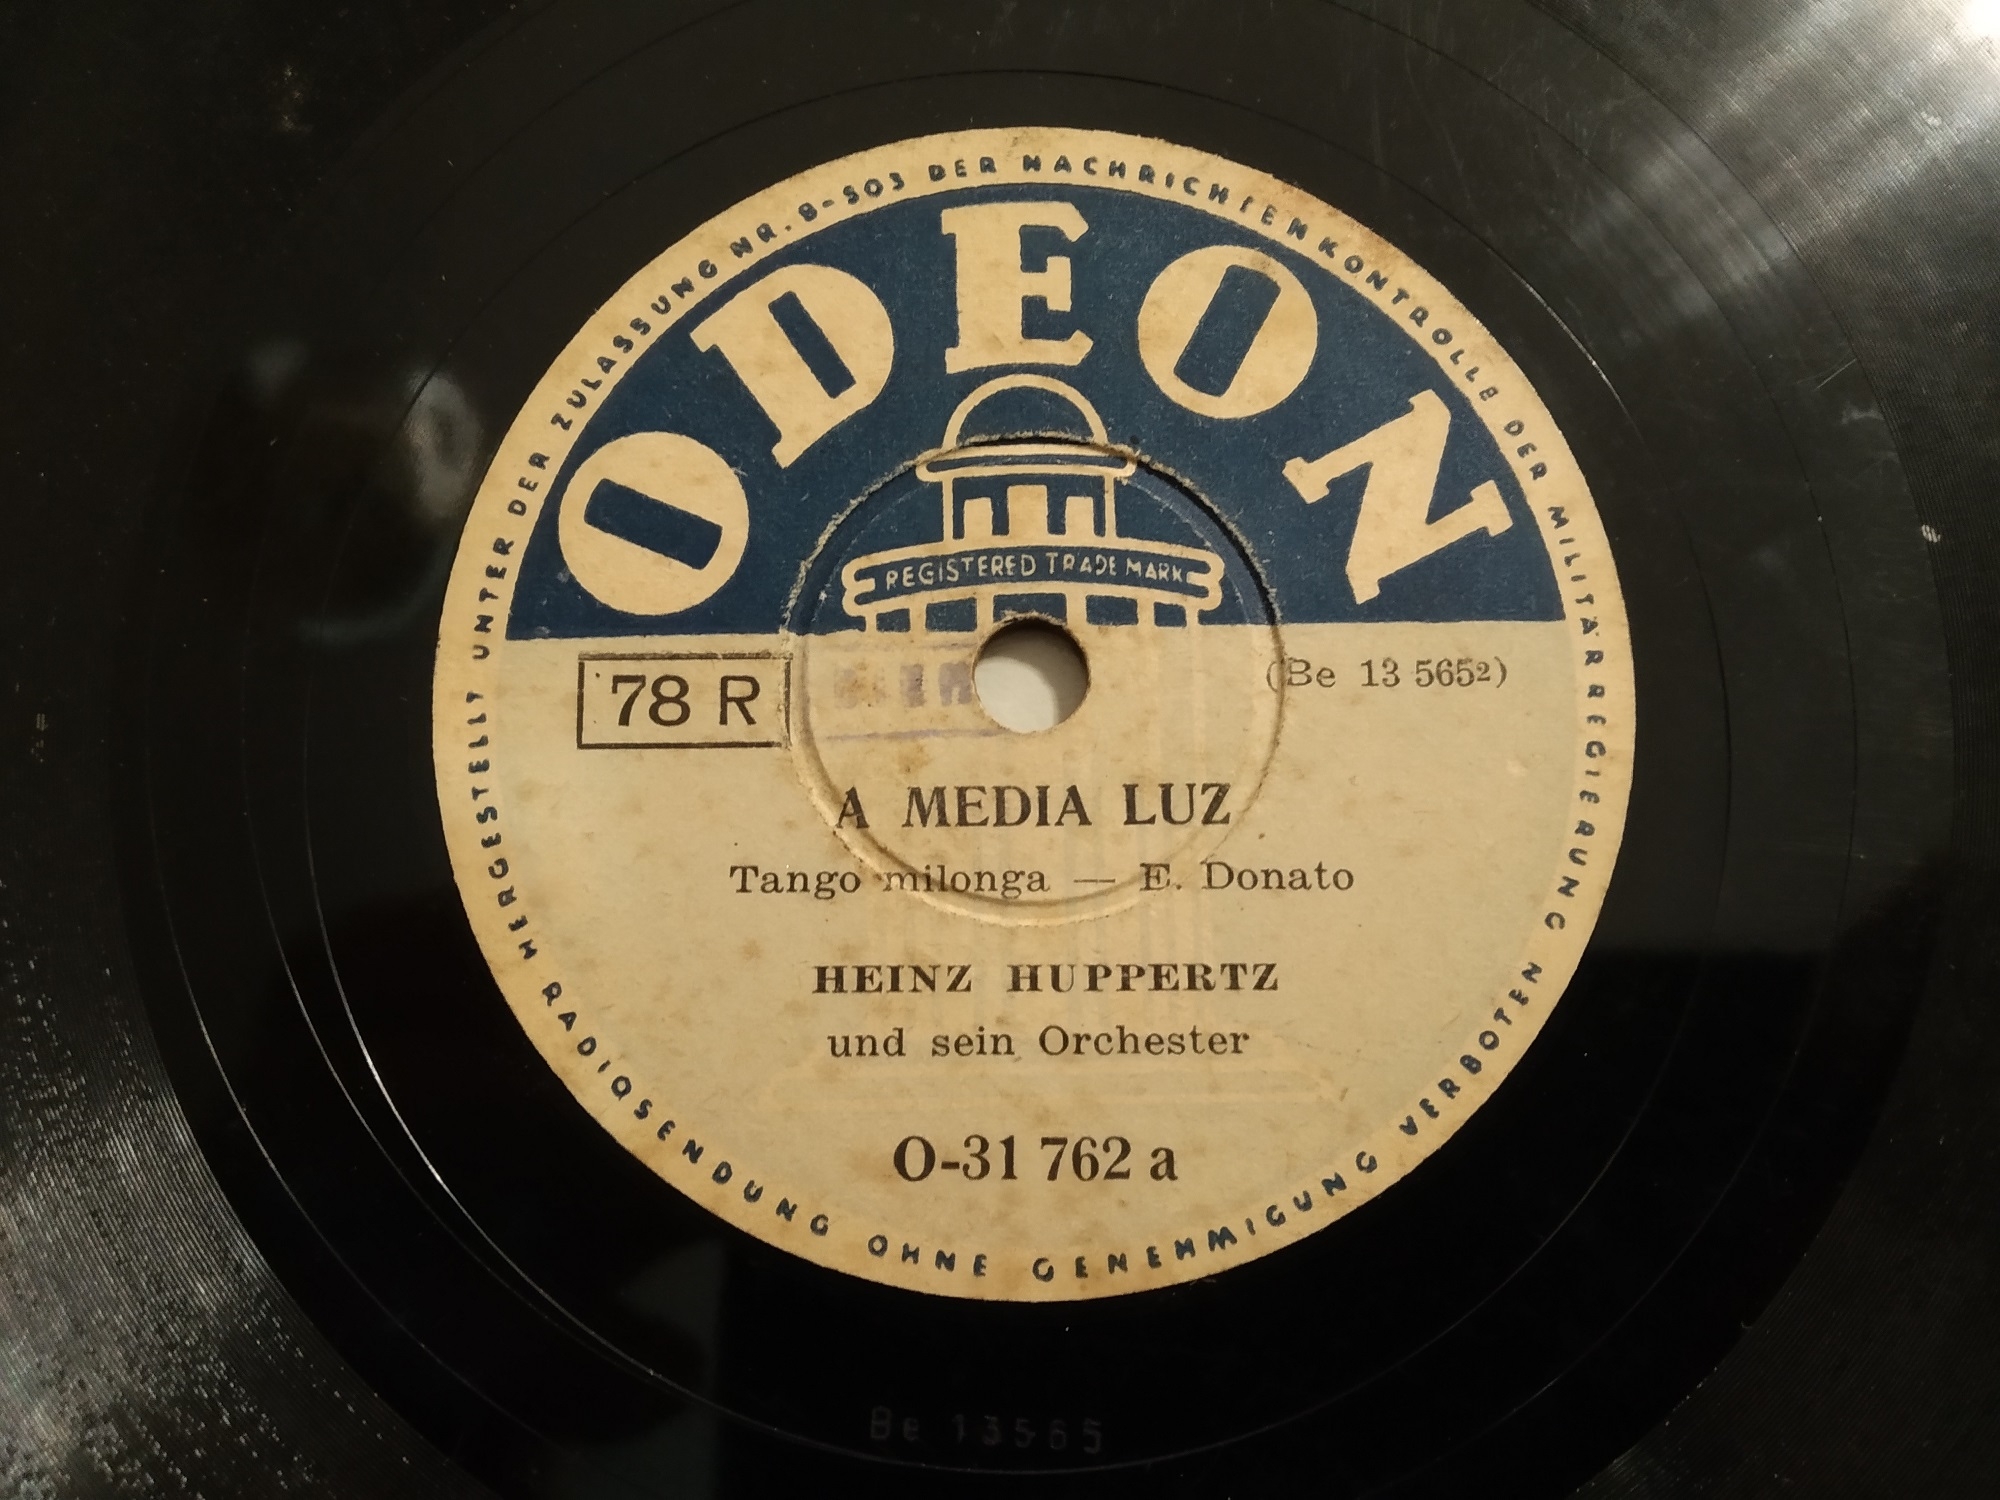 HERGESTELLT UNTER DER ZULASSUNG NR. B-503 DER NACHRICHTENKONTROLLE DER MILITÄRREGIERUNG
ODEON
REGISTERED TRADE MARK
78 R
(Be 13 565²)
A MEDIA LUZ
Tango milonga — E. Donato
HEINZ HUPPERTZ
und sein Orchester
O-31 762 a
RADIOSENDUNG OHNE GENEHMIGUNG VERBOTEN
Be 13565